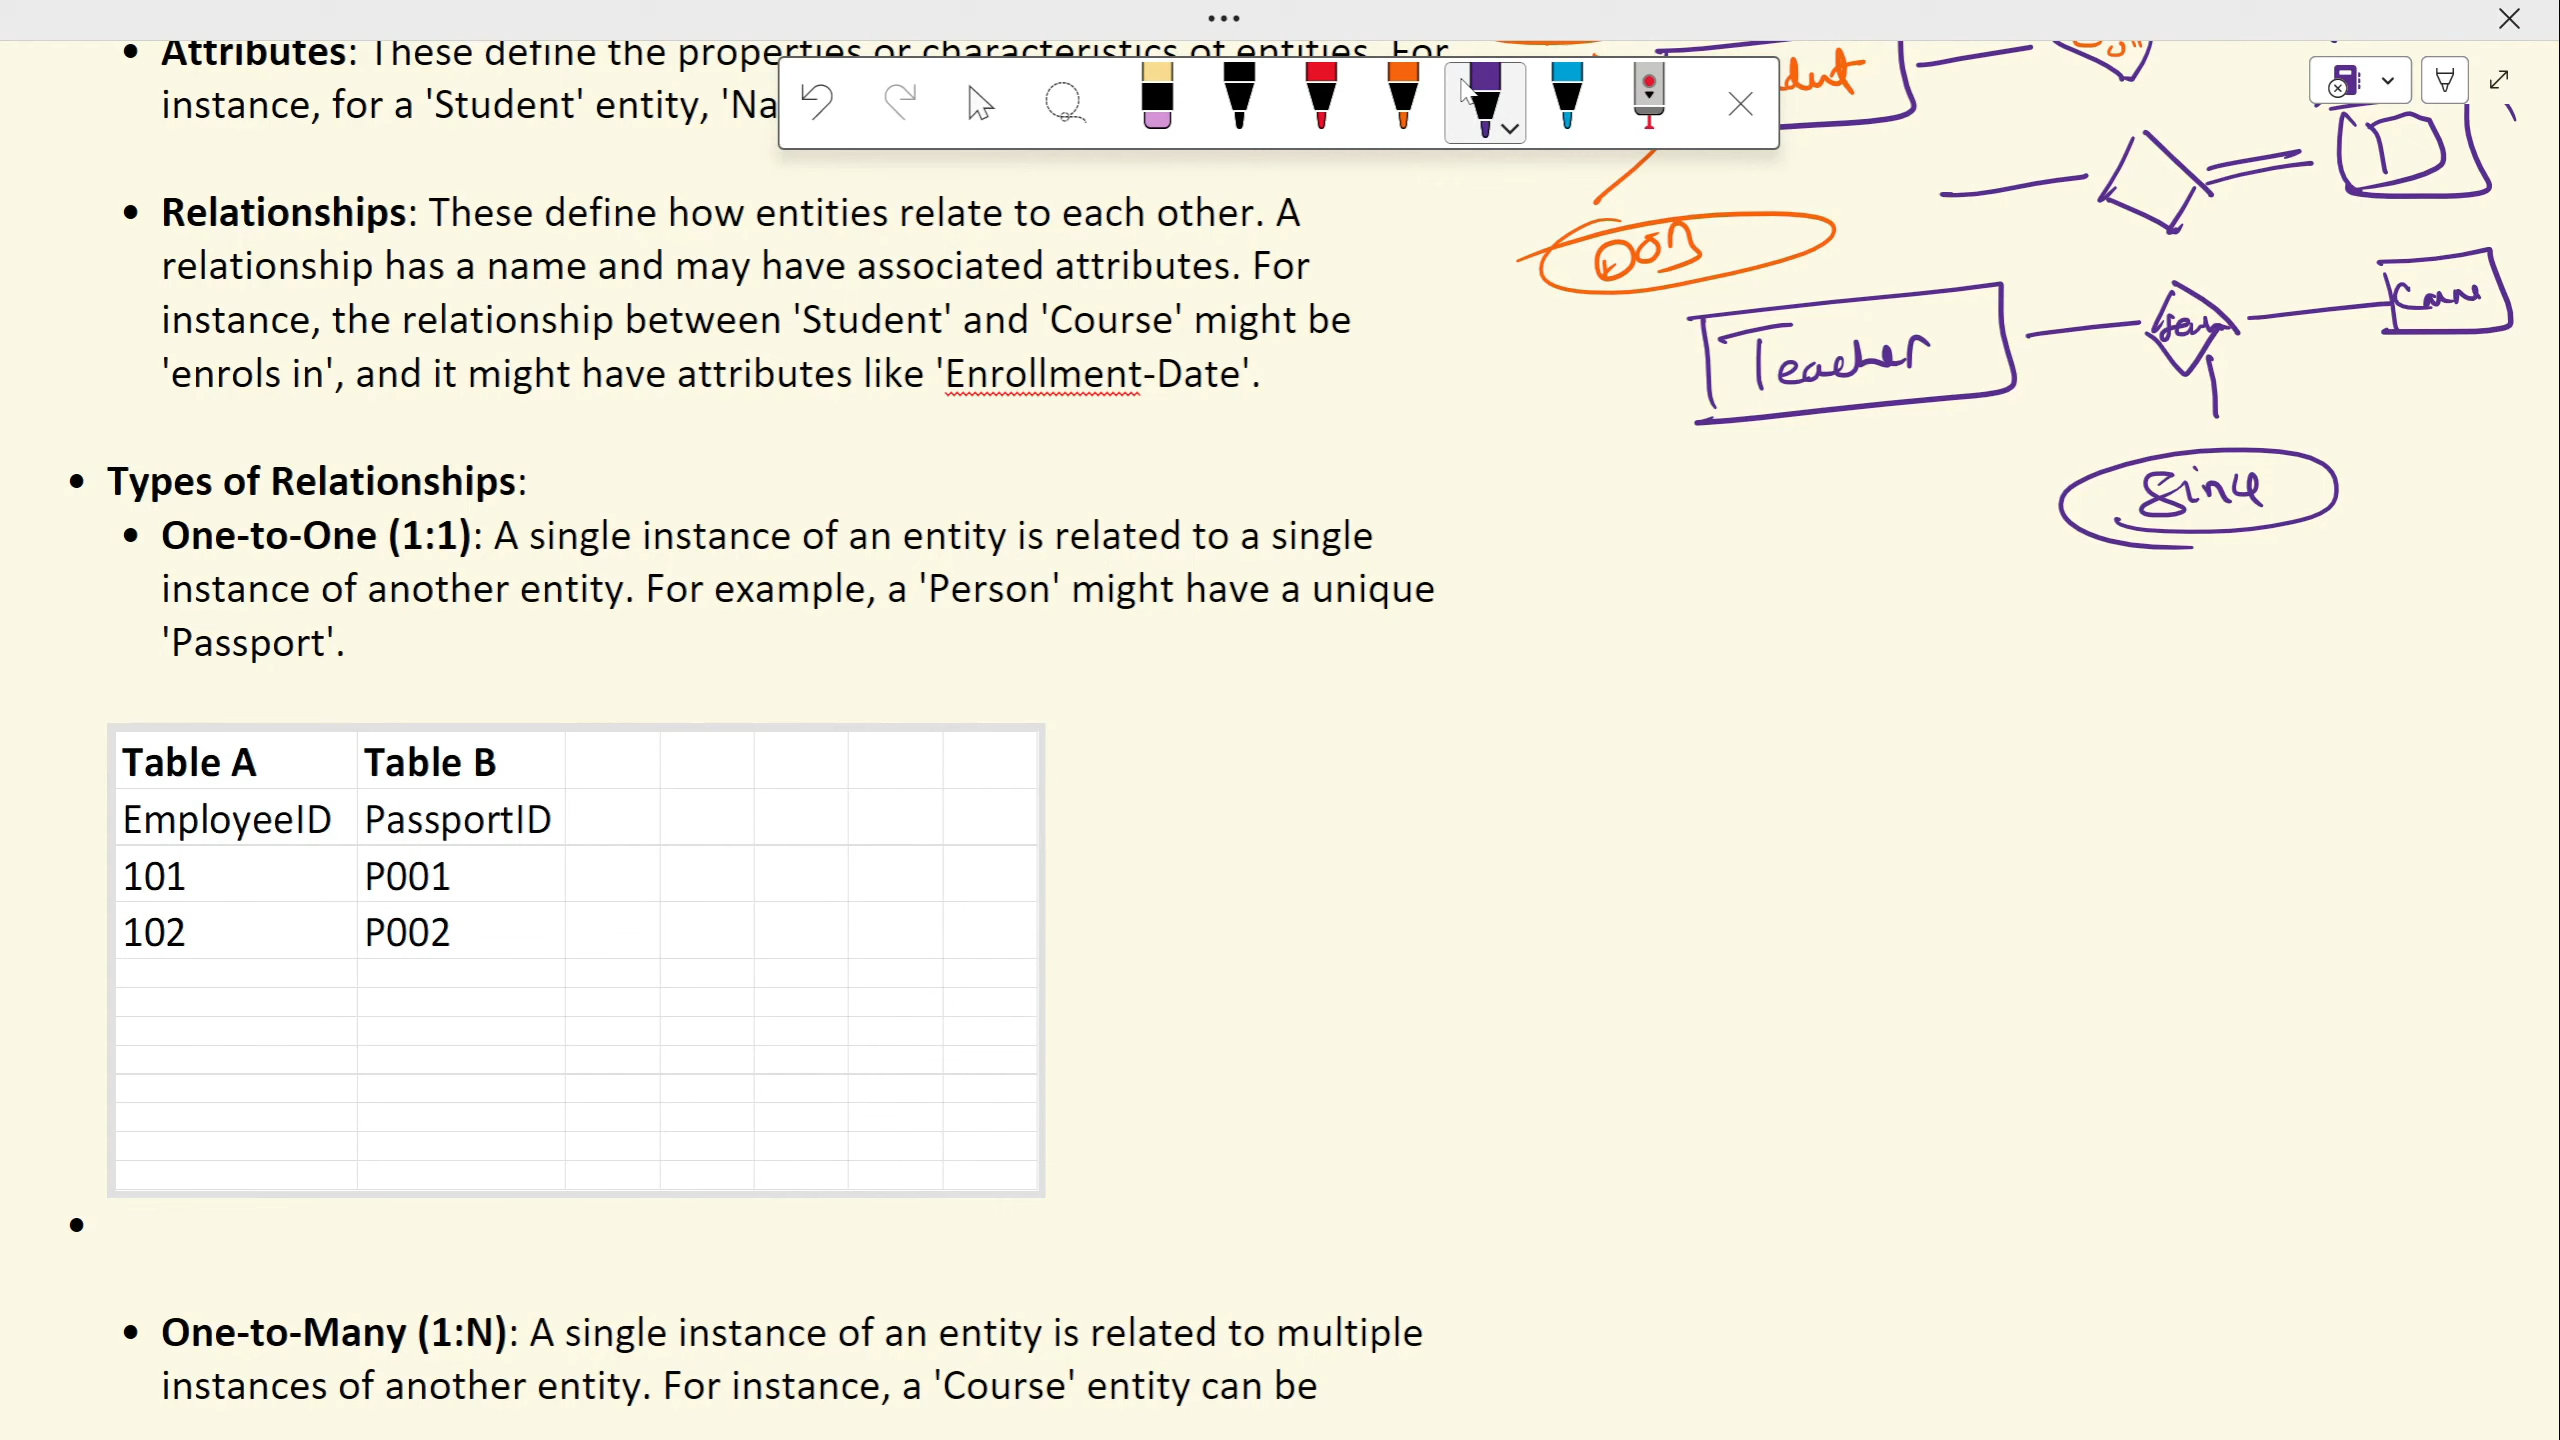 Attributes: These define the properties or characteristics of entities. For
instance, for a 'Student' entity, 'Na
Relationships: These define how entities relate to each other. A
relationship has a name and may have associated attributes. For
instance, the relationship between 'Student' and 'Course' might be
'enrols in', and it might have attributes like 'Enrollment-Date'.
Types of Relationships:
One-to-One (1:1): A single instance of an entity is related to a single
instance of another entity. For example, a 'Person' might have a unique
'Passport'.
Table A Table B
EmployeeID PassportID
101 P001
102 P002
One-to-Many (1:N): A single instance of an entity is related to multiple
instances of another entity. For instance, a 'Course' entity can be
dent
DOB
Teacher
since